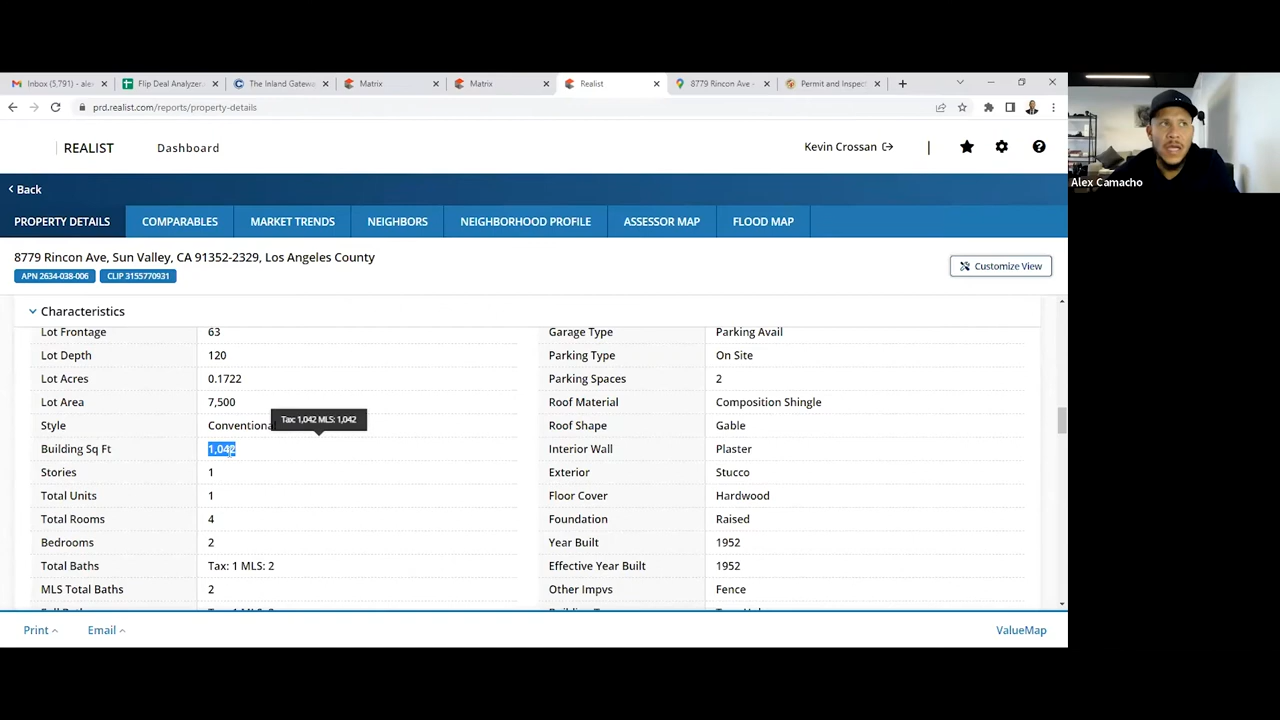 Inbox (5,791) - ale
Flip Deal Analyzer
The Inland Gatewa
Matrix
Matrix
Realist
8779 Rincon Ave -
Permit and Inspect
prd.realist.com/reports/property-details
REALIST
Dashboard
Kevin Crossan
Back
PROPERTY DETAILS
COMPARABLES
MARKET TRENDS
NEIGHBORS
NEIGHBORHOOD PROFILE
ASSESSOR MAP
FLOOD MAP
8779 Rincon Ave, Sun Valley, CA 91352-2329, Los Angeles County
APN 2634-038-006
CLIP 3155770931
Customize View
Characteristics
Lot Frontage 63
Garage Type Parking Avail
Lot Depth 120
Parking Type On Site
Lot Acres 0.1722
Parking Spaces 2
Lot Area 7,500
Roof Material Composition Shingle
Tax: 1,042 MLS: 1,042
Style Conventional
Roof Shape Gable
Building Sq Ft 1,042
Interior Wall Plaster
Stories 1
Exterior Stucco
Total Units 1
Floor Cover Hardwood
Total Rooms 4
Foundation Raised
Bedrooms 2
Year Built 1952
Total Baths Tax: 1 MLS: 2
Effective Year Built 1952
MLS Total Baths 2
Other Impvs Fence
Print
Email
ValueMap
Alex Camacho